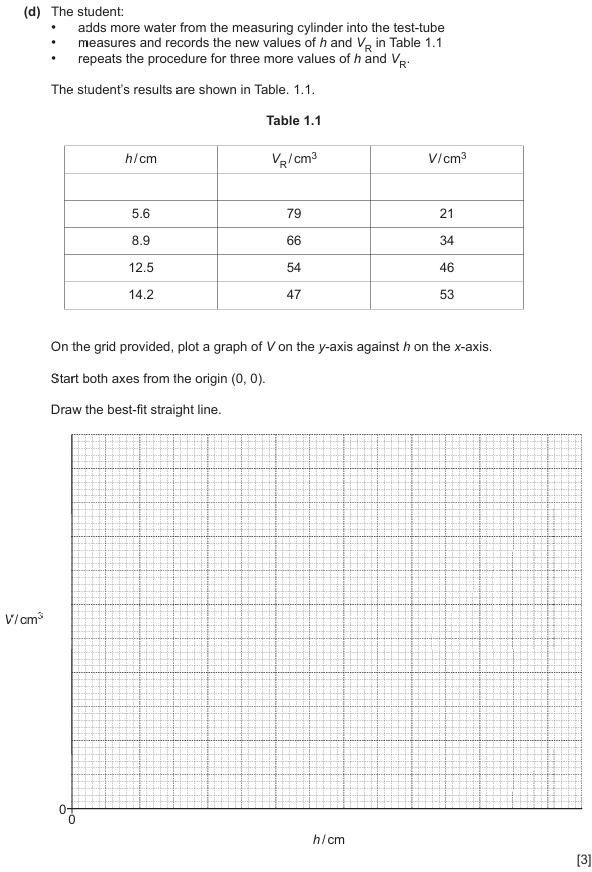 (d) The student:
• adds more water from the measuring cylinder into the test-tube
• measures and records the new values of h and VR in Table 1.1
• repeats the procedure for three more values of h and VR.
The student's results are shown in Table. 1.1.
Table 1.1
h / cm VR / cm³ V / cm³
5.6 79 21
8.9 66 34
12.5 54 46
14.2 47 53
On the grid provided, plot a graph of V on the y-axis against h on the x-axis.
Start both axes from the origin (0, 0).
Draw the best-fit straight line.
V / cm³
0
0
h / cm
[3]